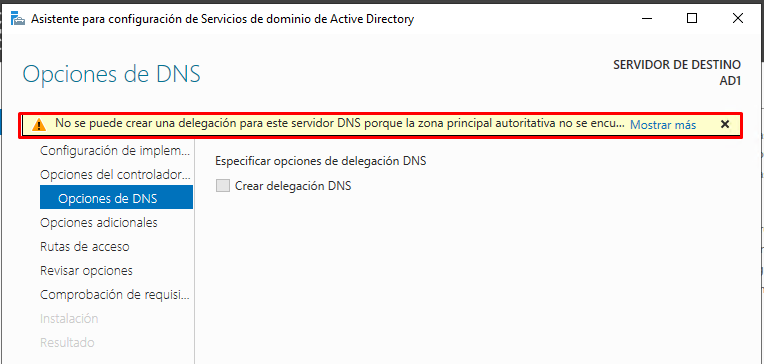 Asistente para configuración de Servicios de dominio de Active Directory
Opciones de DNS
SERVIDOR DE DESTINO
AD1
No se puede crear una delegación para este servidor DNS porque la zona principal autoritativa no se encu... Mostrar más
Configuración de implem...
Opciones del controlador...
Opciones de DNS
Opciones adicionales
Rutas de acceso
Revisar opciones
Comprobación de requisi...
Instalación
Resultado
Especificar opciones de delegación DNS
Crear delegación DNS